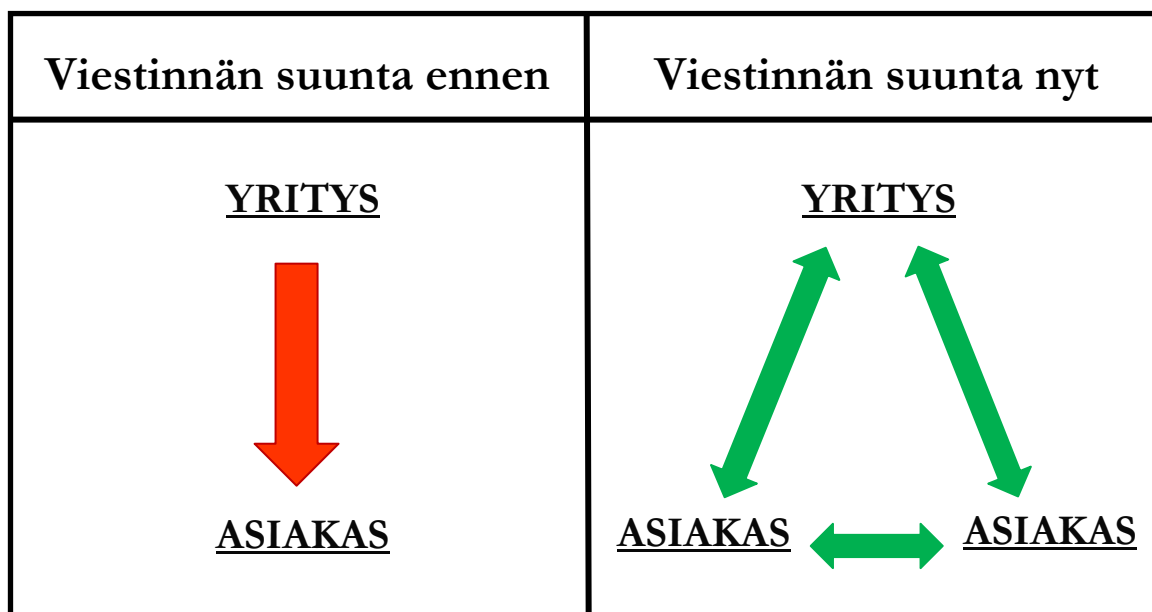 Viestinnän suunta ennen
Viestinnän suunta nyt
YRITYS
ASIAKAS
YRITYS
ASIAKAS
ASIAKAS